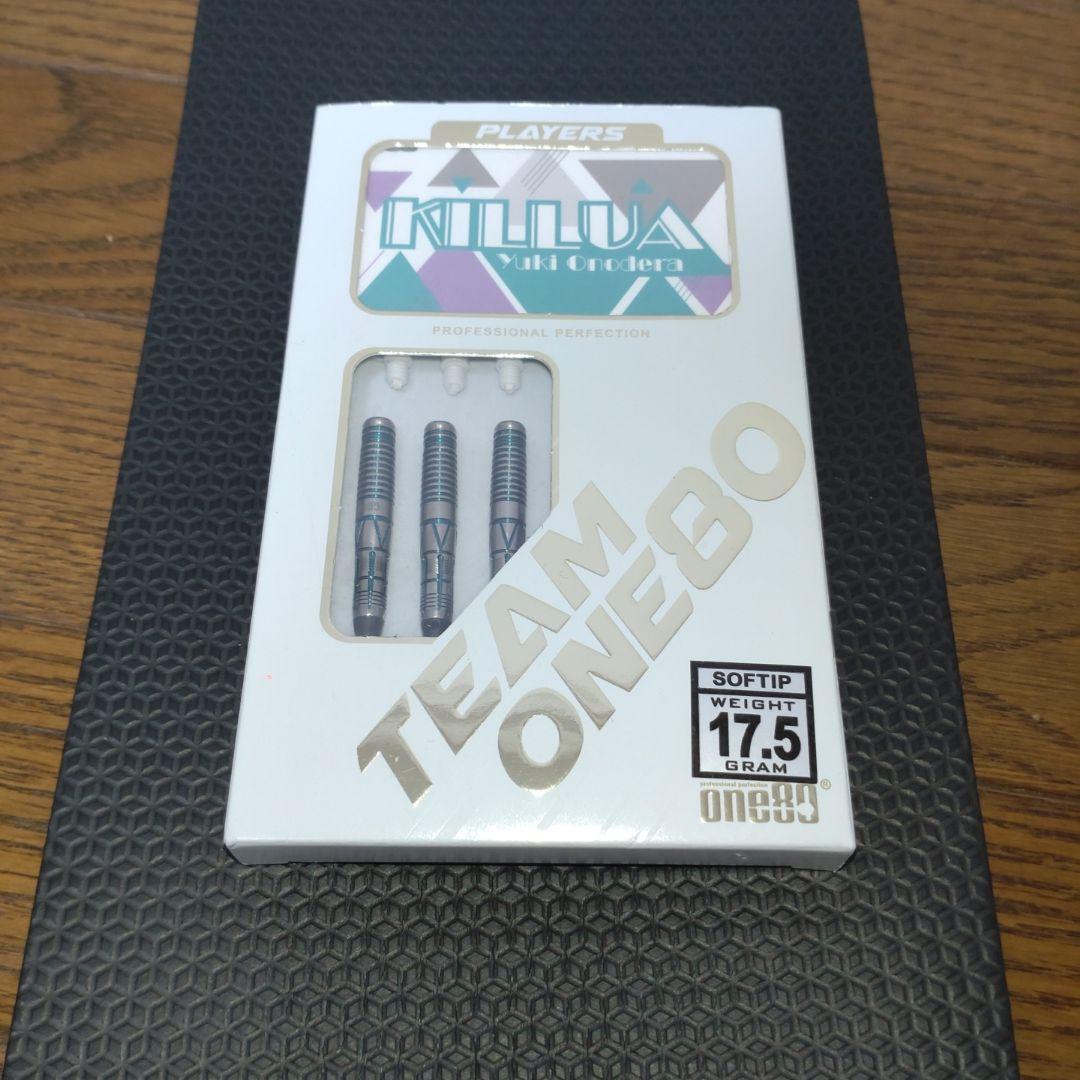 PLAYERS
KiLLUA
Yuki Onodera
PROFESSIONAL PERFECTION
TEAM
ONE80
SOFTIP
WEIGHT
17.5
GRAM
professional perfection
one80®